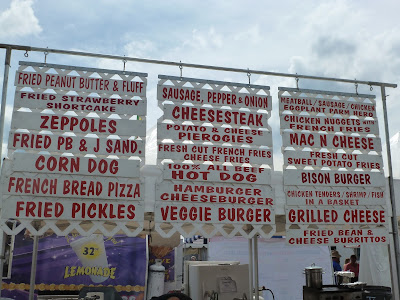 FRIED PEANUT BUTTER & FLUFF
FRIED STRAWBERRY
SHORTCAKE
ZEPPOLES
FRIED PB & J SAND.
CORN DOG
FRENCH BREAD PIZZA
FRIED PICKLES
SAUSAGE, PEPPER & ONION
CHEESESTEAK
POTATO & CHEESE
PIEROGIES
FRESH CUT FRENCH FRIES
CHEESE FRIES
100% ALL BEEF
HOT DOG
HAMBURGER
CHEESEBURGER
VEGGIE BURGER
MEATBALL / SAUSAGE / CHICKEN
EGGPLANT PARM HERO
CHICKEN NUGGETS WITH
FRENCH FRIES
MAC N CHEESE
FRESH CUT
SWEET POTATO FRIES
BISON BURGER
CHICKEN TENDERS / SHRIMP / FISH
IN A BASKET
GRILLED CHEESE
FRIED BEAN &
CHEESE BURRITOS
32
LEMONADE